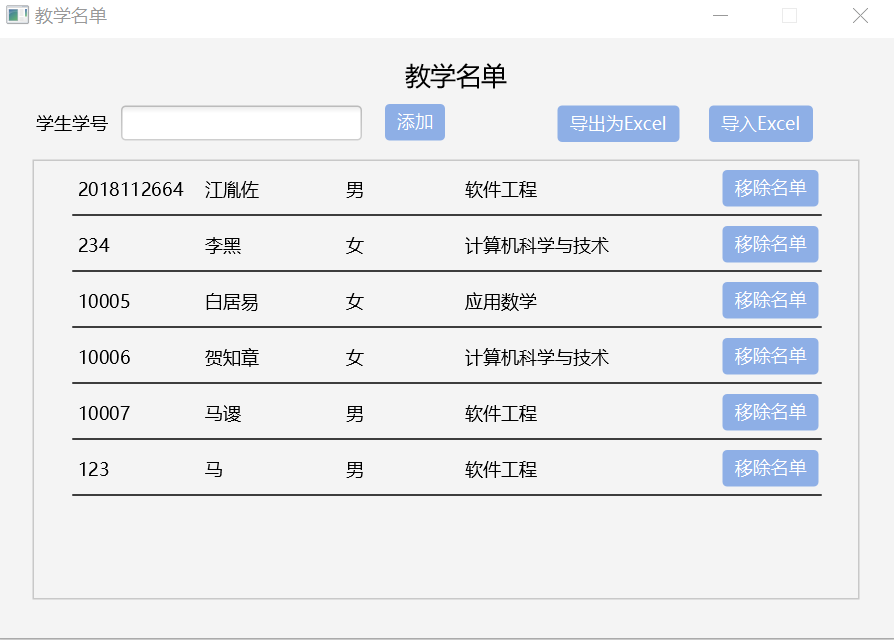 教学名单
教学名单
学生学号 添加 导出为Excel 导入Excel
2018112664 江胤佐 男 软件工程 移除名单
234 李黑 女 计算机科学与技术 移除名单
10005 白居易 女 应用数学 移除名单
10006 贺知章 女 计算机科学与技术 移除名单
10007 马谡 男 软件工程 移除名单
123 马 男 软件工程 移除名单